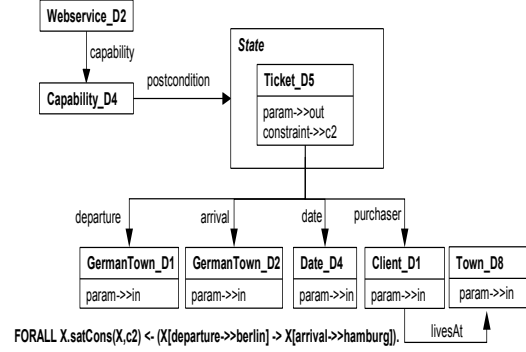 Webservice_D2
capability
State
postcondition
Ticket_D5
Capability_D4
param->>out
constraint->>c2
departure
arrival
date
purchaser
GermanTown_D1
GermanTown_D2
Date_D4
Client_D1
Town_D8
param->>in
param->>in
param->>in
param->>in
param->>in
livesAt
FORALL X.satCons(X,c2) <- (X[departure->>berlin] -> X[arrival->>hamburg]).